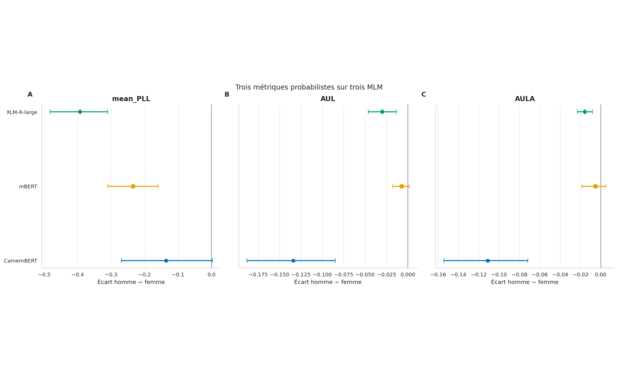 Trois métriques probabilistes sur trois MLM
A
mean_PLL
B
AUL
C
AULA
XLM-R-large
mBERT
CamemBERT
−0.5 −0.4 −0.3 −0.2 −0.1 0.0
−0.175 −0.150 −0.125 −0.100 −0.075 −0.050 −0.025 0.000
−0.16 −0.14 −0.12 −0.10 −0.08 −0.06 −0.04 −0.02 0.00
Écart homme − femme
Écart homme − femme
Écart homme − femme